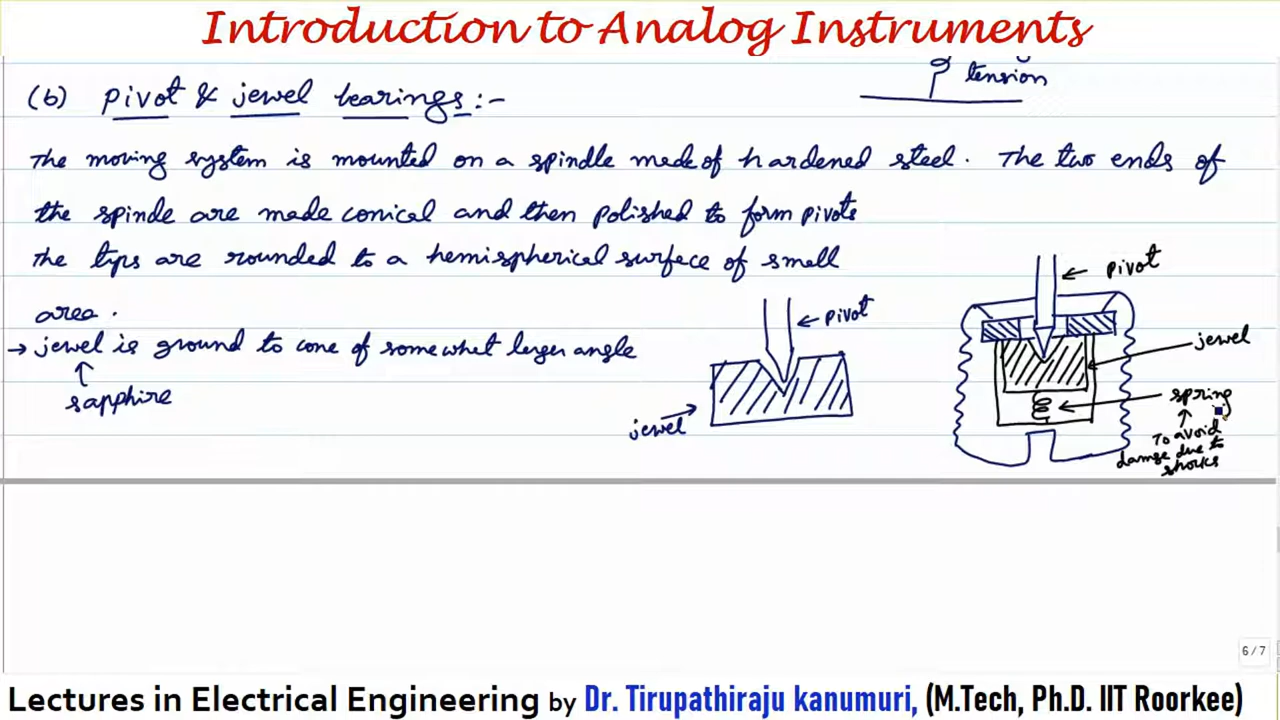 Introduction to Analog Instruments
tension
(b) pivot & jewel bearings :-
The moving system is mounted on a spindle made of hardened steel. The two ends of
the spinde are made conical and then polished to form pivots
The tips are rounded to a hemispherical surface of small
area.
→ jewel is ground to cone of somewhat larger angle
sapphire
pivot
jewel
pivot
jewel
spring
To avoid
damge due to
shocks
6 / 7
Lectures in Electrical Engineering by Dr. Tirupathiraju kanumuri, (M.Tech, Ph.D. IIT Roorkee)